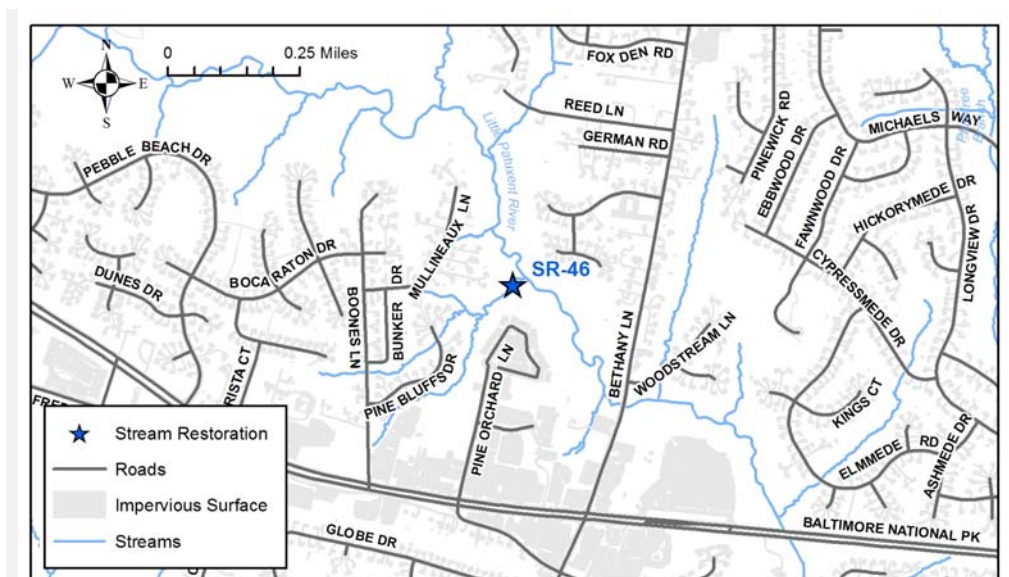 N
W E
S
0 0.25 Miles
FOX DEN RD
REED LN
GERMAN RD
Little Patuxent River
PINEWICK RD
EBBWOOD DR
FAWNWOOD DR
MICHAELS WAY
HICKORYMEDE DR
LONGVIEW DR
CYPRESSMEDE DR
PEBBLE BEACH DR
DUNES DR
BOCA RATON DR
BOONES LN
BUNKER DR
MULLINEAUX LN
SR-46
PINE BLUFFS DR
PINE ORCHARD LN
BETHANY LN
WOODSTREAM LN
KINGS CT
ELMMEDE RD
ASHMEDE DR
BALTIMORE NATIONAL PK
GLOBE DR
Stream Restoration
Roads
Impervious Surface
Streams